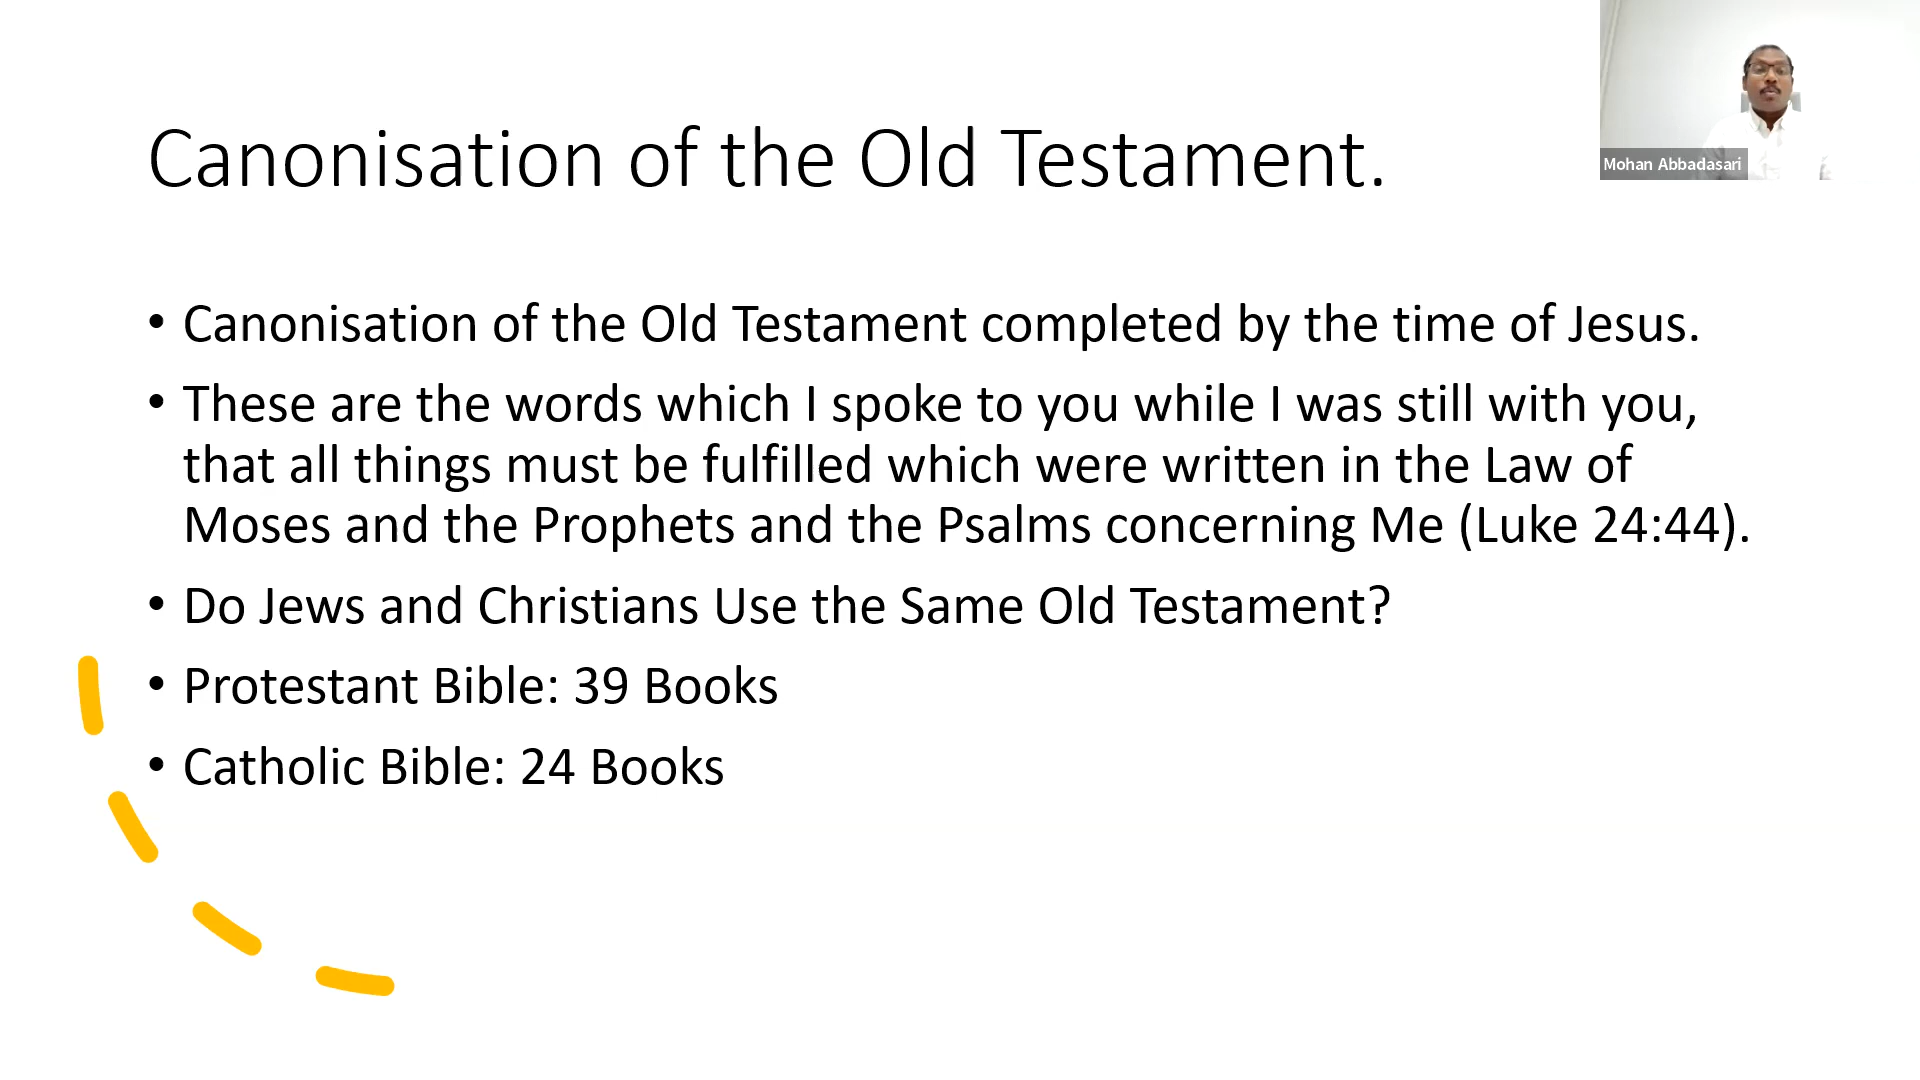 Canonisation of the Old Testament.
Mohan Abbadasari
• Canonisation of the Old Testament completed by the time of Jesus.
• These are the words which I spoke to you while I was still with you,
that all things must be fulfilled which were written in the Law of
Moses and the Prophets and the Psalms concerning Me (Luke 24:44).
• Do Jews and Christians Use the Same Old Testament?
• Protestant Bible: 39 Books
• Catholic Bible: 24 Books